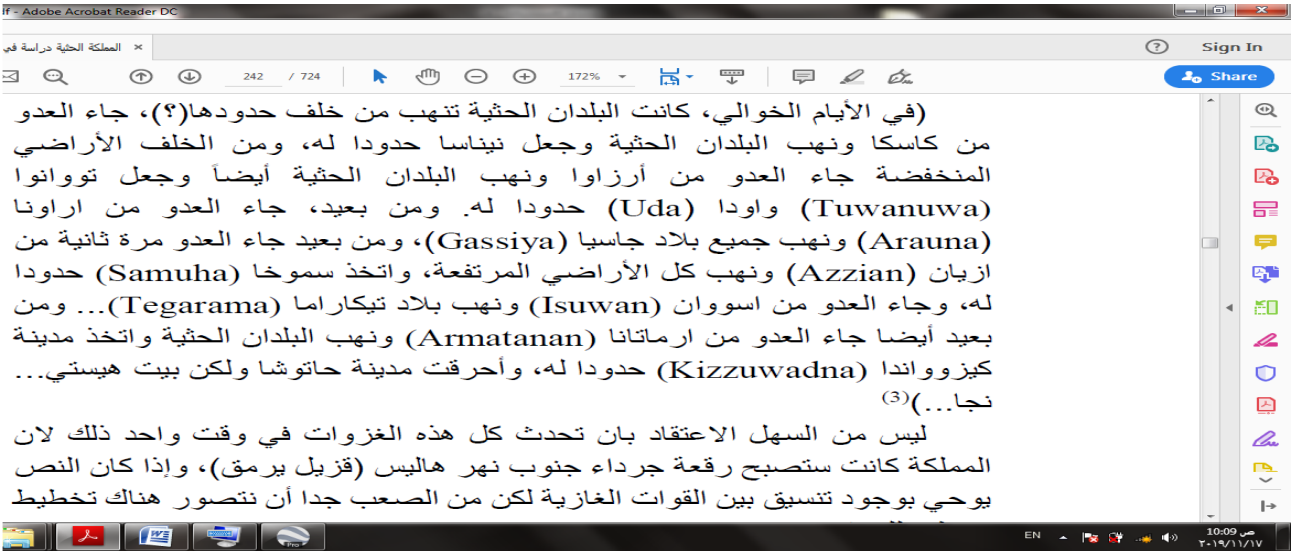 lf - Adobe Acrobat Reader DC
المملكة الحثية دراسة في ×
Sign In
242 / 724 172% Share
(في الأيام الخوالي، كانت البلدان الحثية تنهب من خلف حدودها(؟)، جاء العدو
من كاسكا ونهب البلدان الحثية وجعل نيناسا حدودا له، ومن الخلف الأراضي
المنخفضة جاء العدو من أرزاوا ونهب البلدان الحثية أيضاً وجعل تووانوا
(Tuwanuwa) واودا (Uda) حدودا له. ومن بعيد، جاء العدو من اراونا
(Arauna) ونهب جميع بلاد جاسيا (Gassiya)، ومن بعيد جاء العدو مرة ثانية من
ازيان (Azzian) ونهب كل الأراضي المرتفعة، واتخذ سموخا (Samuha) حدودا
له، وجاء العدو من اسووان (Isuwan) ونهب بلاد تيكاراما (Tegarama)... ومن
بعيد أيضا جاء العدو من ارماتانا (Armatanan) ونهب البلدان الحثية واتخذ مدينة
كيزوواندا (Kizzuwadna) حدودا له، وأحرقت مدينة حاتوشا ولكن بيت هيستي...
نجا...)(3)
ليس من السهل الاعتقاد بان تحدث كل هذه الغزوات في وقت واحد ذلك لان
المملكة كانت ستصبح رقعة جرداء جنوب نهر هاليس (قزيل يرمق)، وإذا كان النص
يوحي بوجود تنسيق بين القوات الغازية لكن من الصعب جدا أن نتصور هناك تخطيط
EN 10:09 ص
٢٠١٩/١١/١٧